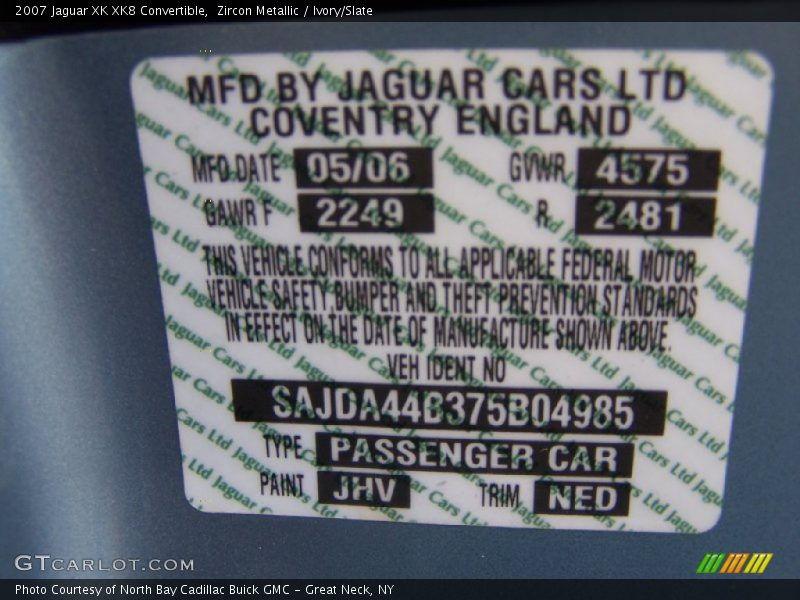 2007 Jaguar XK XK8 Convertible, Zircon Metallic / Ivory/Slate
MFD BY JAGUAR CARS LTD
COVENTRY ENGLAND
MFD DATE 05/06 GVWR 4575
GAWR F 2249 R 2481
THIS VEHICLE CONFORMS TO ALL APPLICABLE FEDERAL MOTOR
VEHICLE SAFETY, BUMPER AND THEFT PREVENTION STANDARDS
IN EFFECT ON THE DATE OF MANUFACTURE SHOWN ABOVE.
VEH IDENT NO
SAJDA44B375B04985
TYPE PASSENGER CAR
PAINT JHV TRIM NED
GTCARLOT.COM
Photo Courtesy of North Bay Cadillac Buick GMC - Great Neck, NY